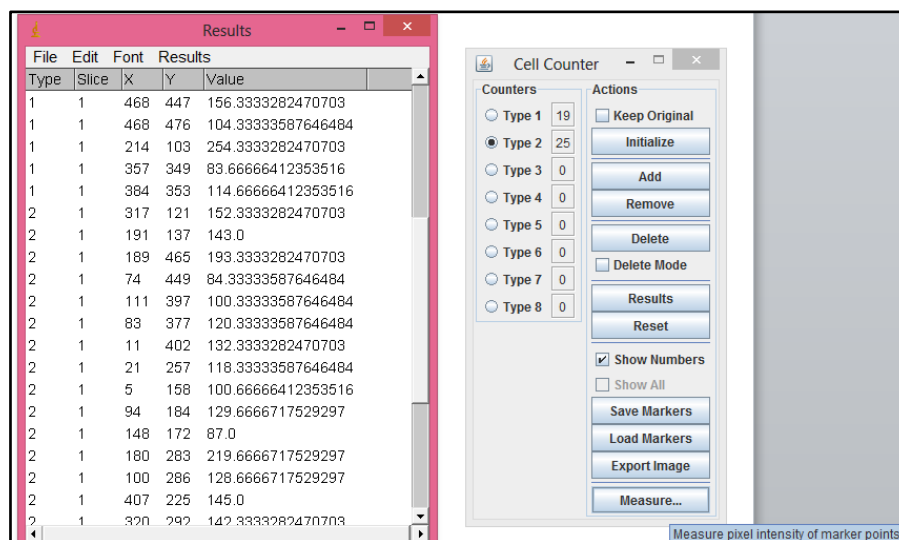 Results
File Edit Font Results
Type Slice X Y Value
1 1 468 447 156.3333282470703
1 1 468 476 104.33333587646484
1 1 214 103 254.3333282470703
1 1 357 349 83.66666412353516
1 1 384 353 114.66666412353516
2 1 317 121 152.3333282470703
2 1 191 137 143.0
2 1 189 465 193.3333282470703
2 1 74 449 84.33333587646484
2 1 111 397 100.33333587646484
2 1 83 377 120.33333587646484
2 1 11 402 132.3333282470703
2 1 21 257 118.33333587646484
2 1 5 158 100.66666412353516
2 1 94 184 129.6666717529297
2 1 148 172 87.0
2 1 180 283 219.6666717529297
2 1 100 286 128.6666717529297
2 1 407 225 145.0
2 1 320 292 142.3333282470703
Cell Counter
Counters
Type 1 19
Type 2 25
Type 3 0
Type 4 0
Type 5 0
Type 6 0
Type 7 0
Type 8 0
Actions
Keep Original
Initialize
Add
Remove
Delete
Delete Mode
Results
Reset
Show Numbers
Show All
Save Markers
Load Markers
Export Image
Measure...
Measure pixel intensity of marker points